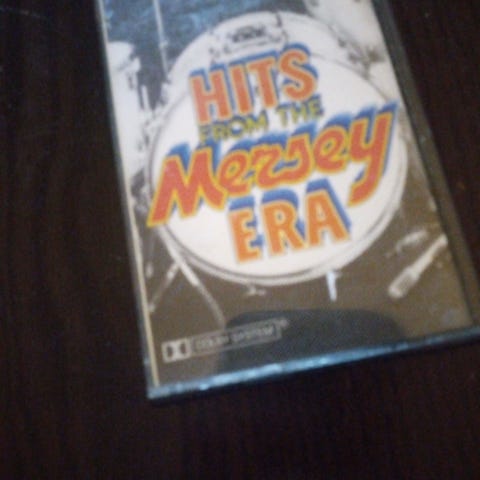 HITS
FROM THE
Mersey
ERA
DOLBY SYSTEM